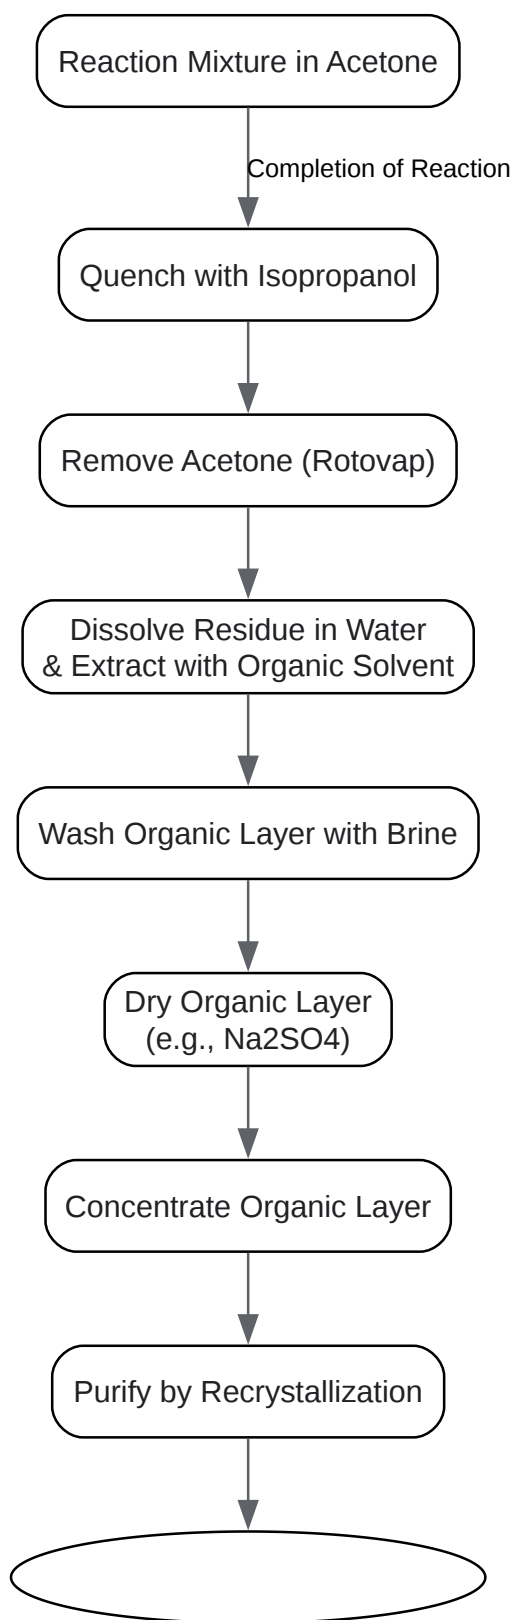 Reaction Mixture in Acetone
Completion of Reaction
Quench with Isopropanol
Remove Acetone (Rotovap)
Dissolve Residue in Water
& Extract with Organic Solvent
Wash Organic Layer with Brine
Dry Organic Layer
(e.g., Na2SO4)
Concentrate Organic Layer
Purify by Recrystallization